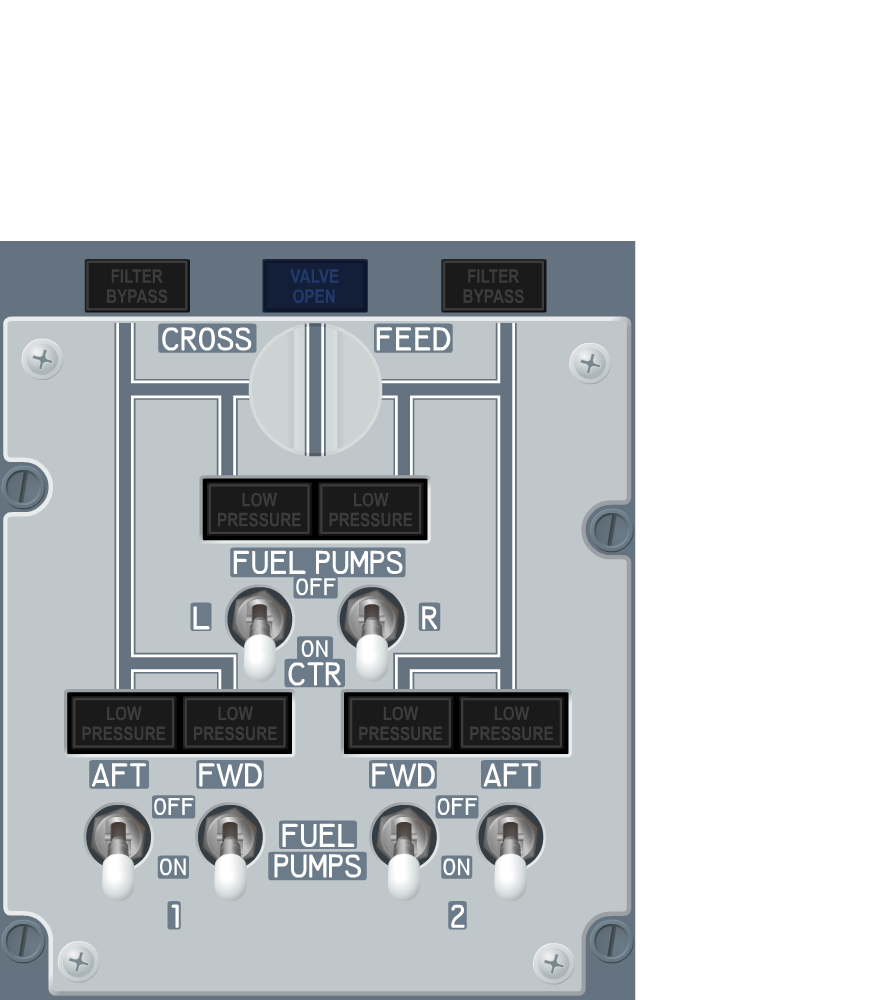 FILTER BYPASS
VALVE OPEN
FILTER BYPASS
CROSS FEED
LOW PRESSURE
LOW PRESSURE
FUEL PUMPS
OFF
L
R
ON
CTR
LOW PRESSURE
LOW PRESSURE
LOW PRESSURE
LOW PRESSURE
AFT
FWD
FWD
AFT
OFF
OFF
FUEL
PUMPS
ON
ON
1
2